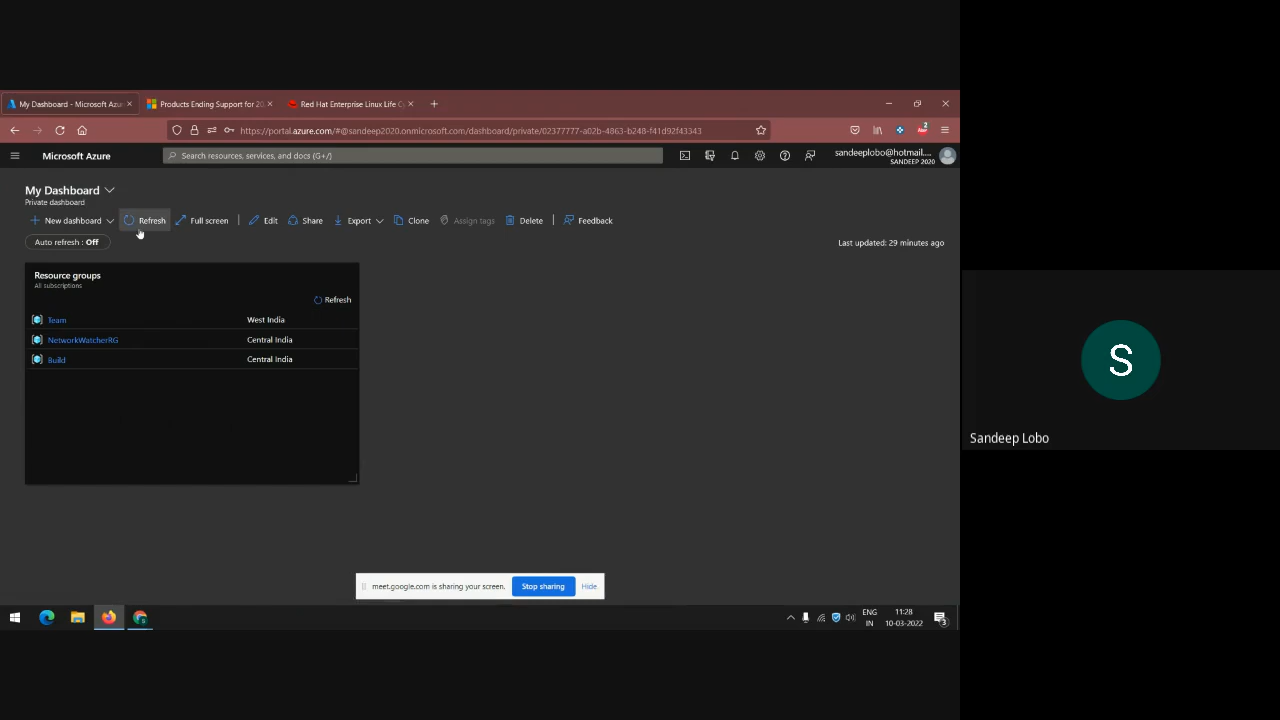 My Dashboard - Microsoft Azu
Products Ending Support for 20
Red Hat Enterprise Linux Life C
https://portal.azure.com/#@sandeep2020.onmicrosoft.com/dashboard/private/02377777-a02b-4863-b248-f41d92f43343
2
Microsoft Azure
Search resources, services, and docs (G+/)
sandeeplobo@hotmail....
SANDEEP 2020
My Dashboard
Private dashboard
New dashboard
Refresh
Full screen
Edit
Share
Export
Clone
Assign tags
Delete
Feedback
Auto refresh : Off
Last updated: 29 minutes ago
Resource groups
All subscriptions
Refresh
Team West India
NetworkWatcherRG Central India
Build Central India
meet.google.com is sharing your screen. Stop sharing Hide
ENG
IN
11:28
10-03-2022
3
S
Sandeep Lobo